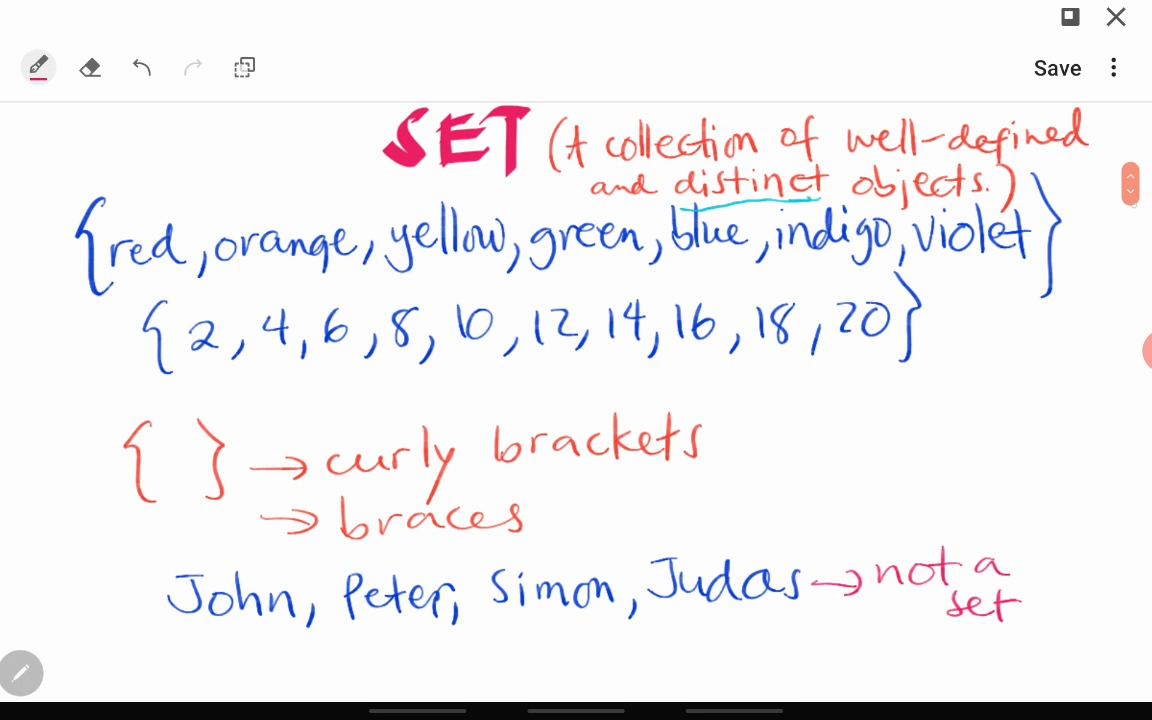 Save
SET (A collection of well-defined
and distinct objects.)
{red, orange, yellow, green, blue, indigo, violet}
{2, 4, 6, 8, 10, 12, 14, 16, 18, 20}
{ } → curly brackets
→ braces
John, Peter, Simon, Judas → not a
set